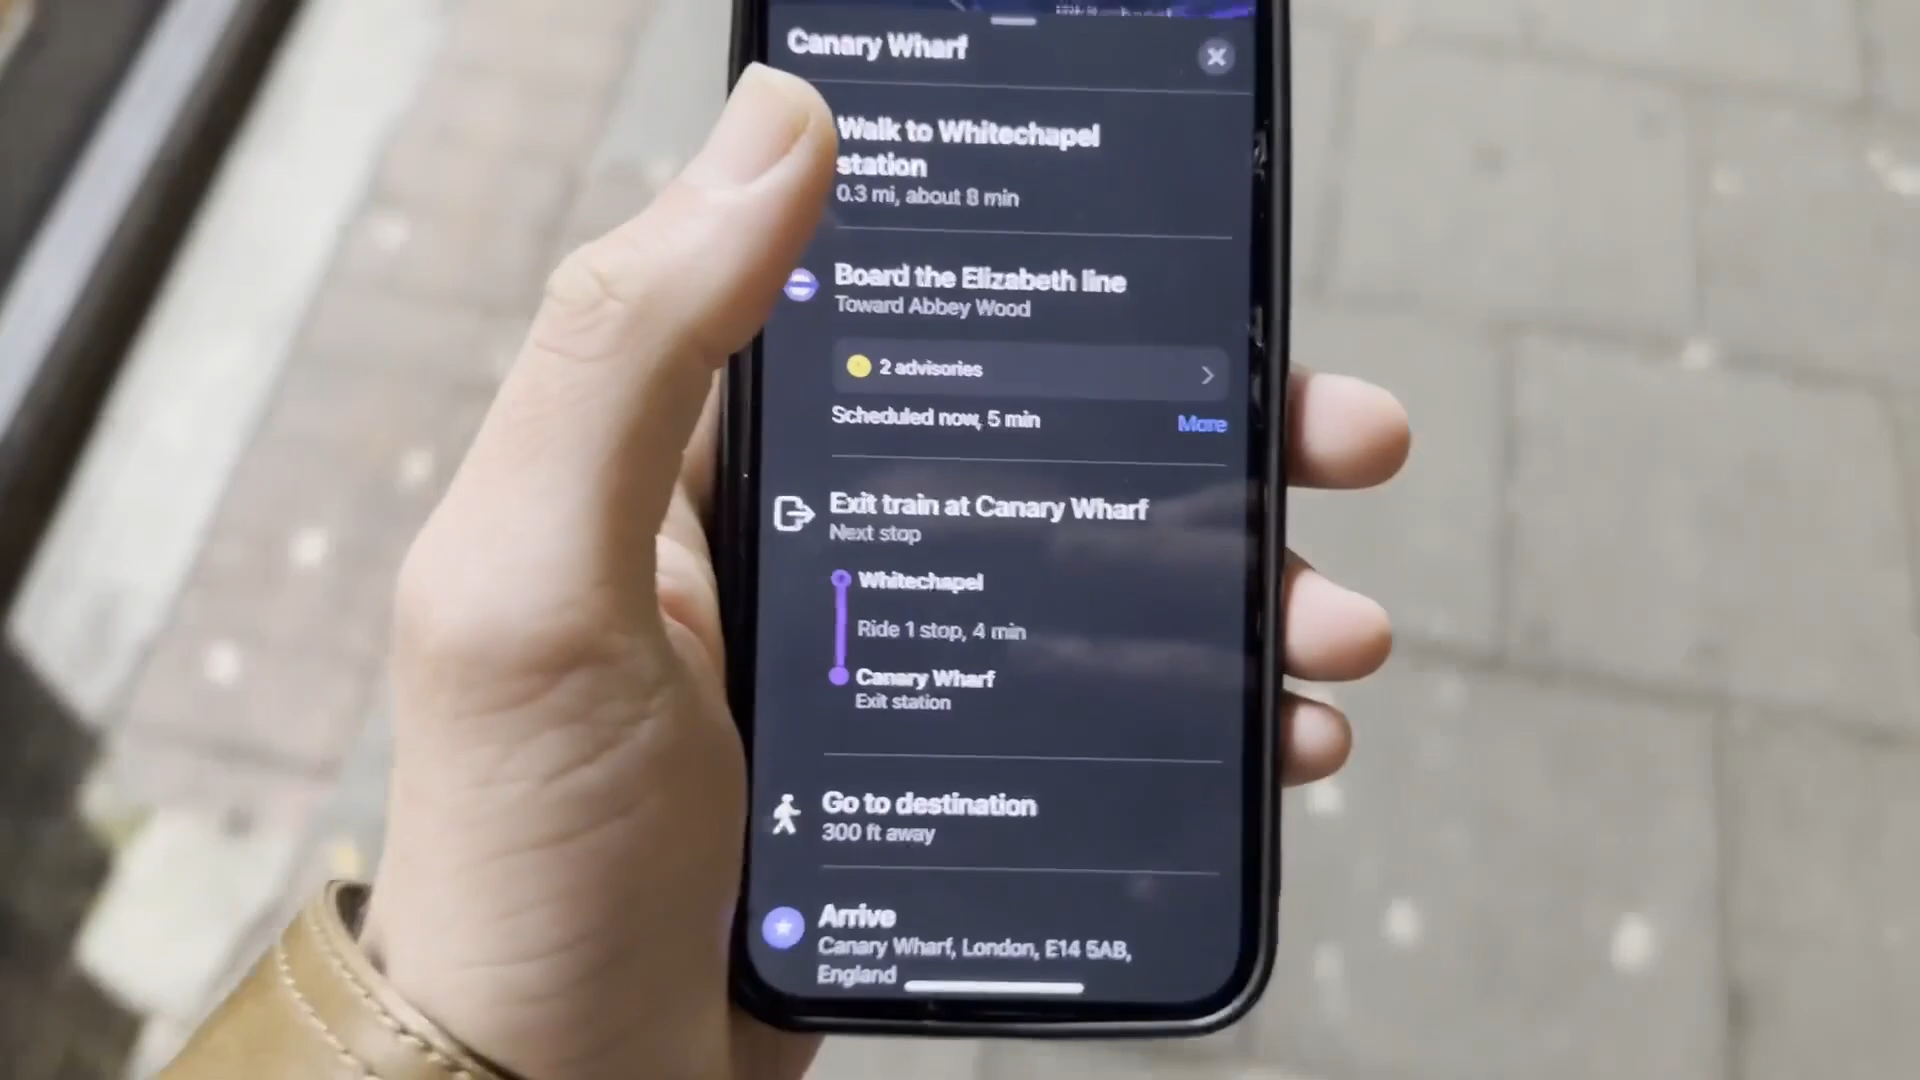 Canary Wharf
Walk to Whitechapel
station
0.3 mi, about 8 min
Board the Elizabeth line
Toward Abbey Wood
2 advisories
Scheduled now, 5 min
More
Exit train at Canary Wharf
Next stop
Whitechapel
Ride 1 stop, 4 min
Canary Wharf
Exit station
Go to destination
300 ft away
Arrive
Canary Wharf, London, E14 5AB,
England